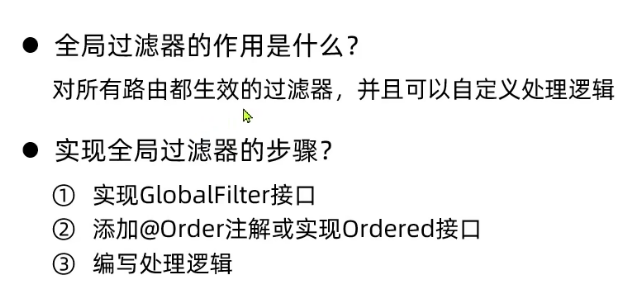 ● 全局过滤器的作用是什么？
对所有路由都生效的过滤器，并且可以自定义处理逻辑
● 实现全局过滤器的步骤？
① 实现GlobalFilter接口
② 添加@Order注解或实现Ordered接口
③ 编写处理逻辑